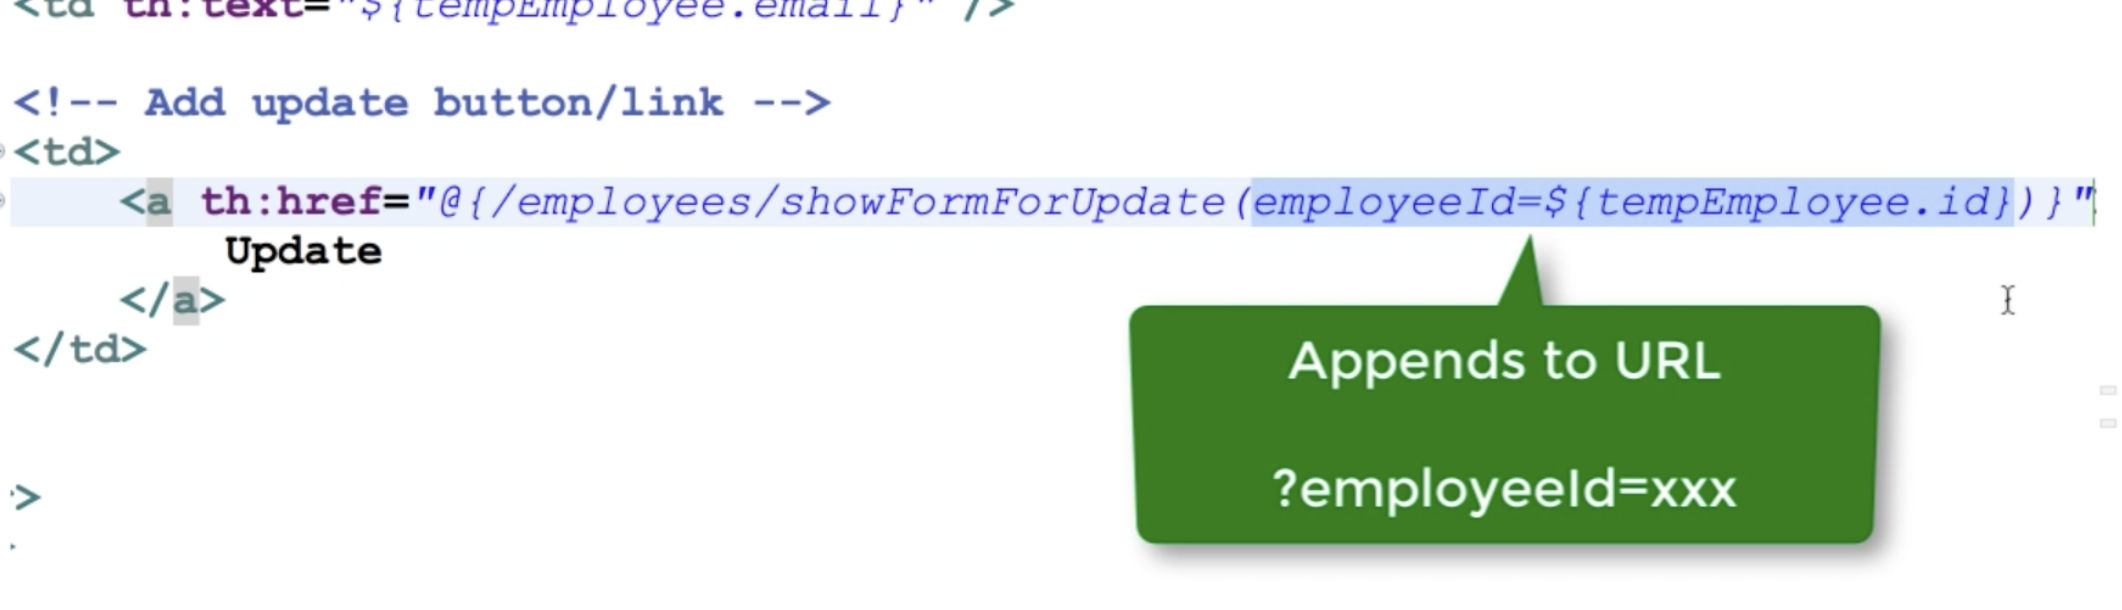 <td th:text="${tempEmployee.email}" />
<!-- Add update button/link -->
<td>
<a th:href="@{/employees/showFormForUpdate(employeeId=${tempEmployee.id})}"
Update
</a>
</td>
>
Appends to URL
?employeeId=xxx